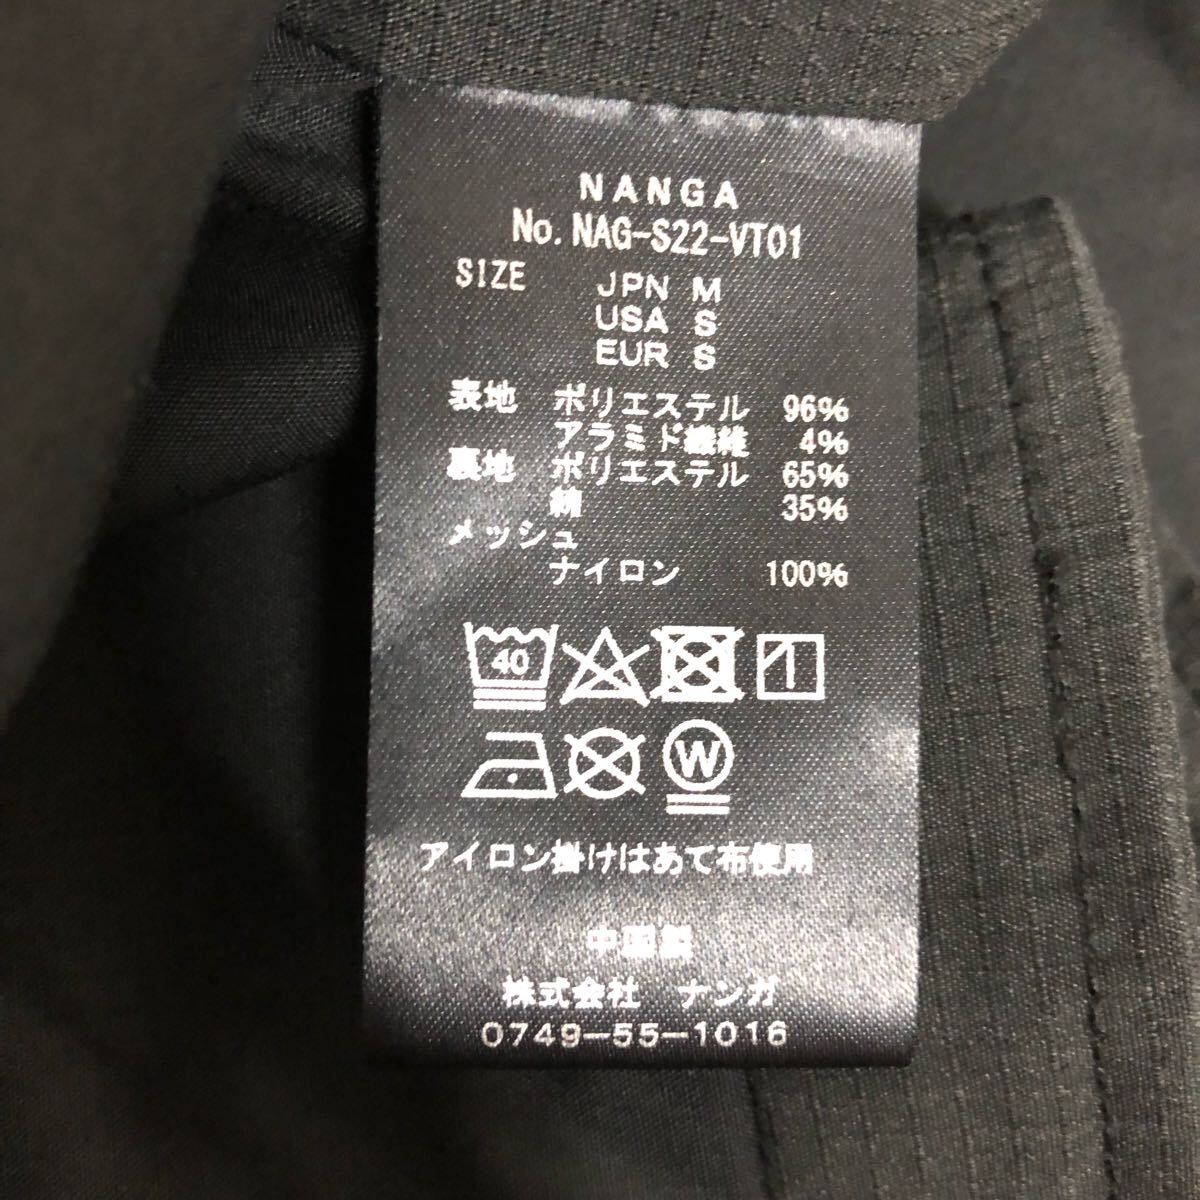 NANGA
No. NAG-S22-VT01
SIZE JPN M
USA S
EUR S
表地 ポリエステル 96%
アラミド繊維 4%
裏地 ポリエステル 65%
綿 35%
メッシュ
ナイロン 100%
40
1
W
アイロン掛けはあて布使用
中国製
株式会社 ナンガ
0749-55-1016